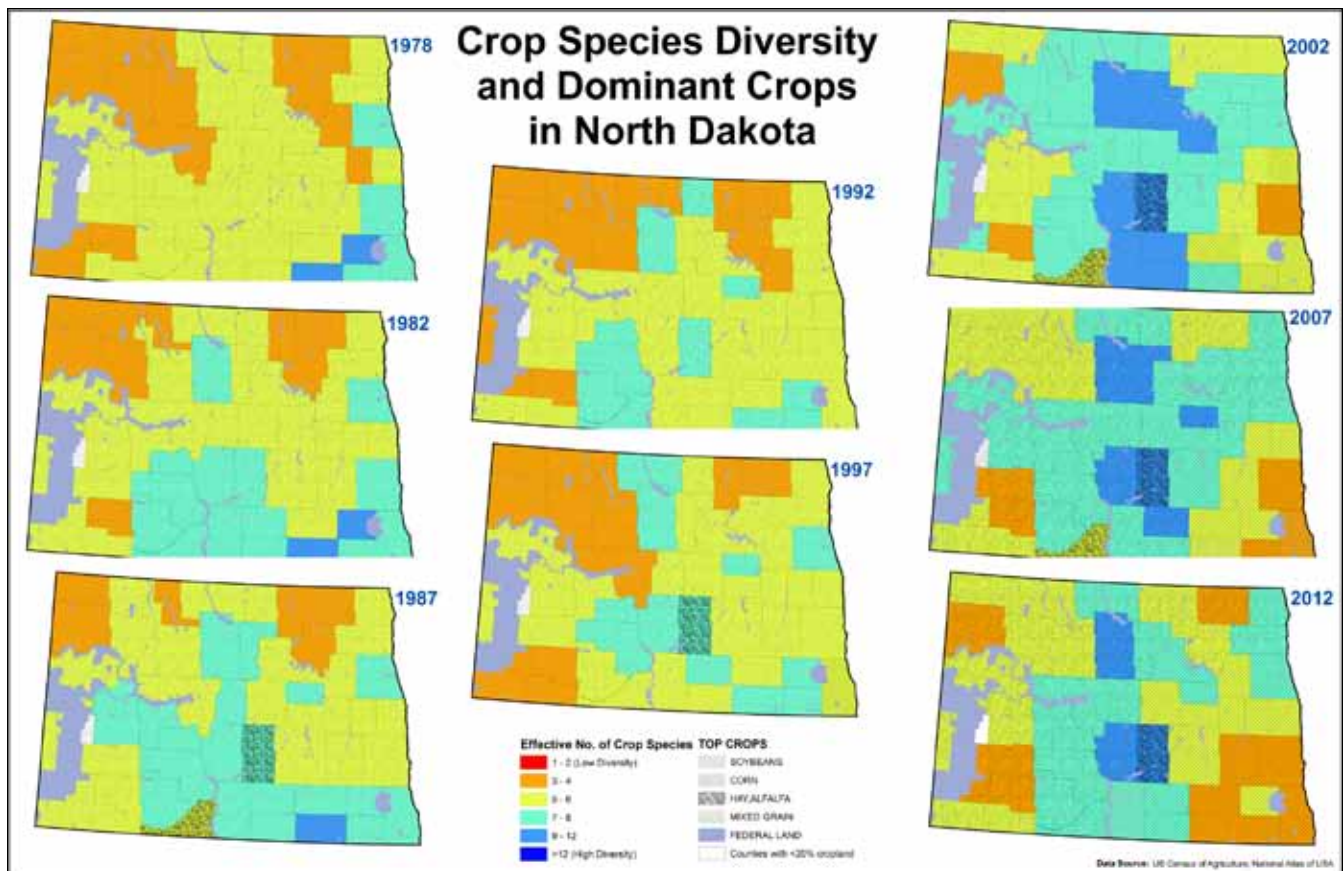 Crop Species Diversity
and Dominant Crops
in North Dakota
1978
1982
1987
1992
1997
2002
2007
2012
Effective No. of Crop Species
1 - 2 (Low Diversity)
3 - 4
5 - 6
7 - 8
9 - 12
>12 (High Diversity)
TOP CROPS
SOYBEANS
CORN
HAY,ALFALFA
MIXED GRAIN
FEDERAL LAND
Counties with <20% cropland
Data Source: US Census of Agriculture; National Atlas of USA